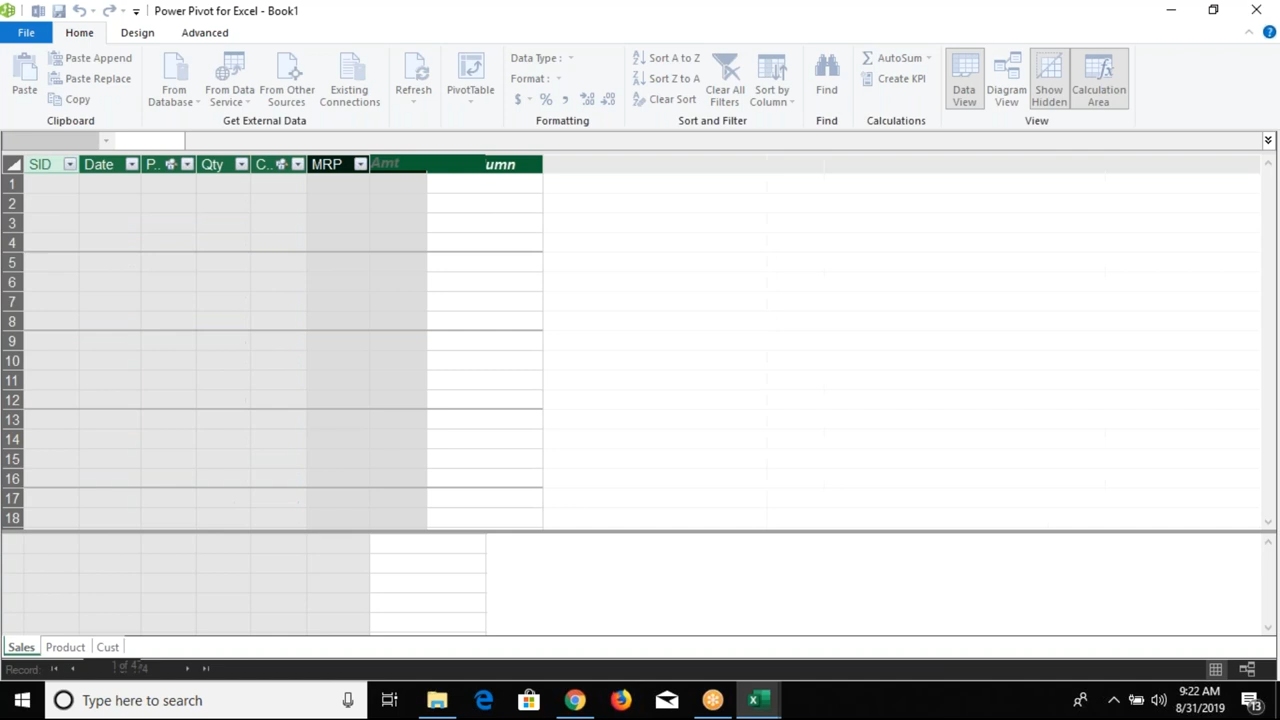 Power Pivot for Excel - Book1
File Home Design Advanced
Paste
Paste Append
Paste Replace
Copy
Clipboard
From Database
From Data Service
From Other Sources
Existing Connections
Get External Data
Refresh
PivotTable
Data Type :
Format :
$ % ,
Formatting
Sort A to Z
Sort Z to A
Clear Sort
Clear All Filters
Sort by Column
Sort and Filter
Find
Find
AutoSum
Create KPI
Calculations
Data View
Diagram View
Show Hidden
Calculation Area
View
SID Date P.. Qty C.. MRP Amt umn
1
2
3
4
5
6
7
8
9
10
11
12
13
14
15
16
17
18
Sales Product Cust
Record: 1 of
Type here to search
9:22 AM
8/31/2019
13